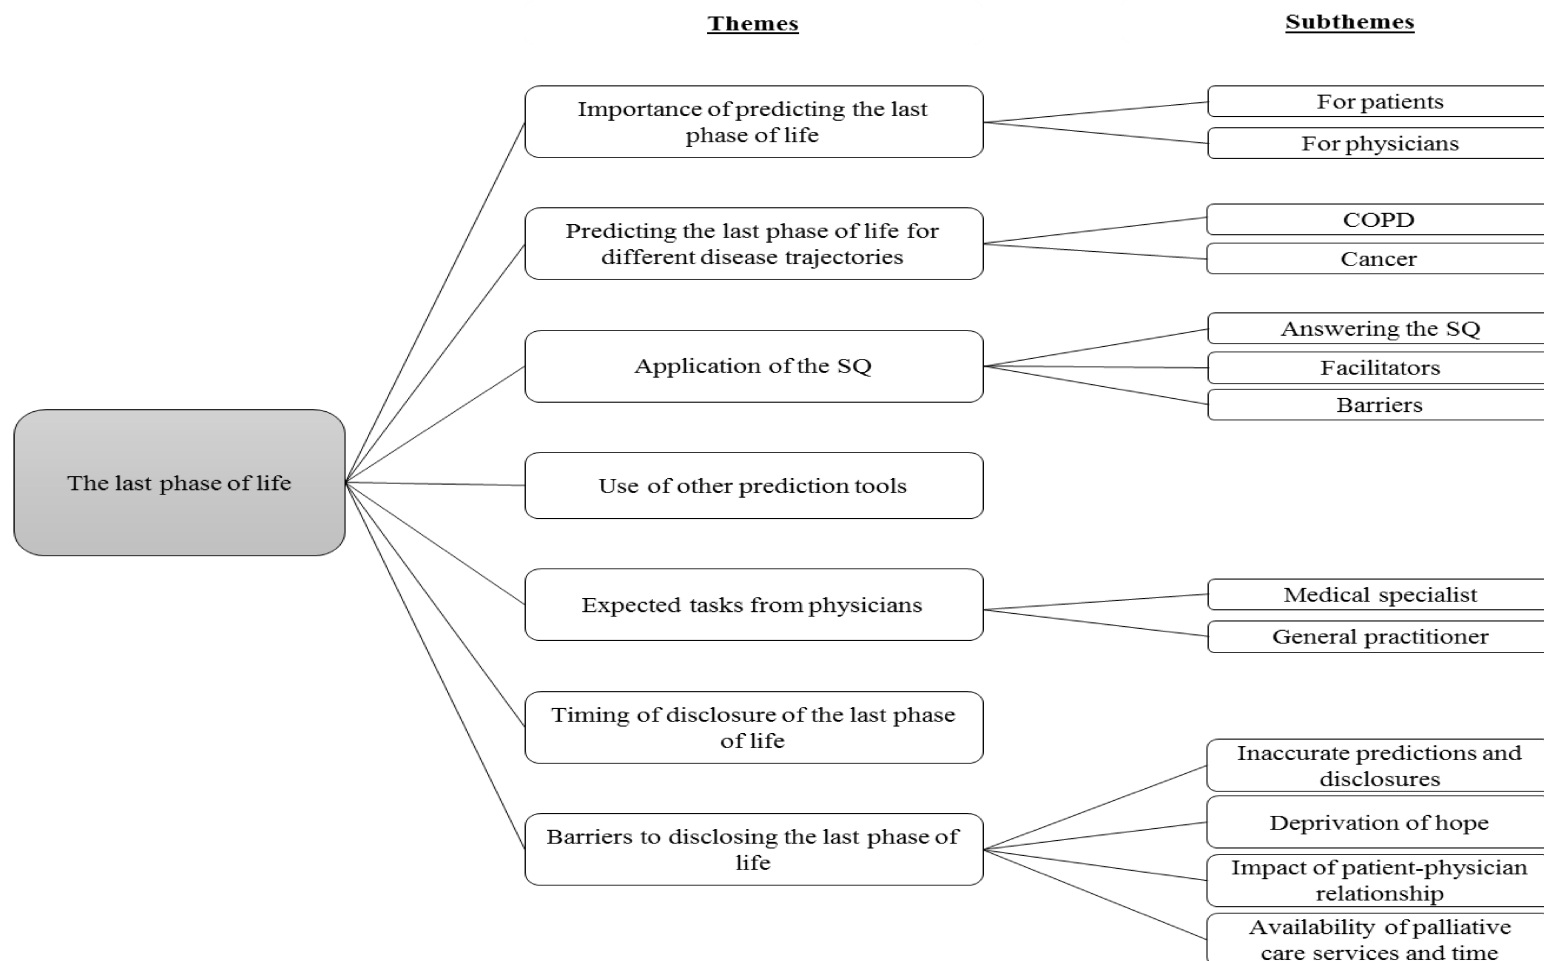 Themes
Subthemes
Importance of predicting the last
phase of life
For patients
For physicians
Predicting the last phase of life for
different disease trajectories
COPD
Cancer
Application of the SQ
Answering the SQ
Facilitators
Barriers
The last phase of life
Use of other prediction tools
Expected tasks from physicians
Medical specialist
General practitioner
Timing of disclosure of the last phase
of life
Barriers to disclosing the last phase of
life
Inaccurate predictions and
disclosures
Deprivation of hope
Impact of patient-physician
relationship
Availability of palliative
care services and time